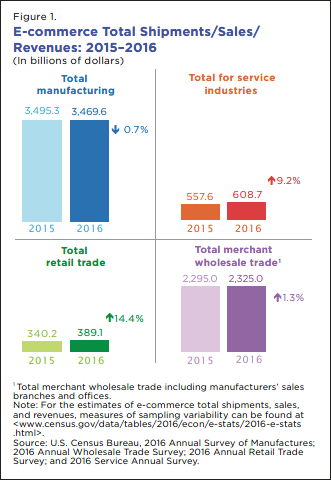 Figure 1.
E-commerce Total Shipments/Sales/
Revenues: 2015–2016
(In billions of dollars)
Total
manufacturing
3,495.3 3,469.6
0.7%
2015 2016
Total for service
industries
557.6 608.7
9.2%
2015 2016
Total
retail trade
340.2 389.1
14.4%
2015 2016
Total merchant
wholesale trade¹
2,295.0 2,325.0
1.3%
2015 2016
¹ Total merchant wholesale trade including manufacturers' sales
branches and offices.
Note: For the estimates of e-commerce total shipments, sales,
and revenues, measures of sampling variability can be found at
<www.census.gov/data/tables/2016/econ/e-stats/2016-e-stats
.html>.
Source: U.S. Census Bureau, 2016 Annual Survey of Manufactures;
2016 Annual Wholesale Trade Survey; 2016 Annual Retail Trade
Survey; and 2016 Service Annual Survey.